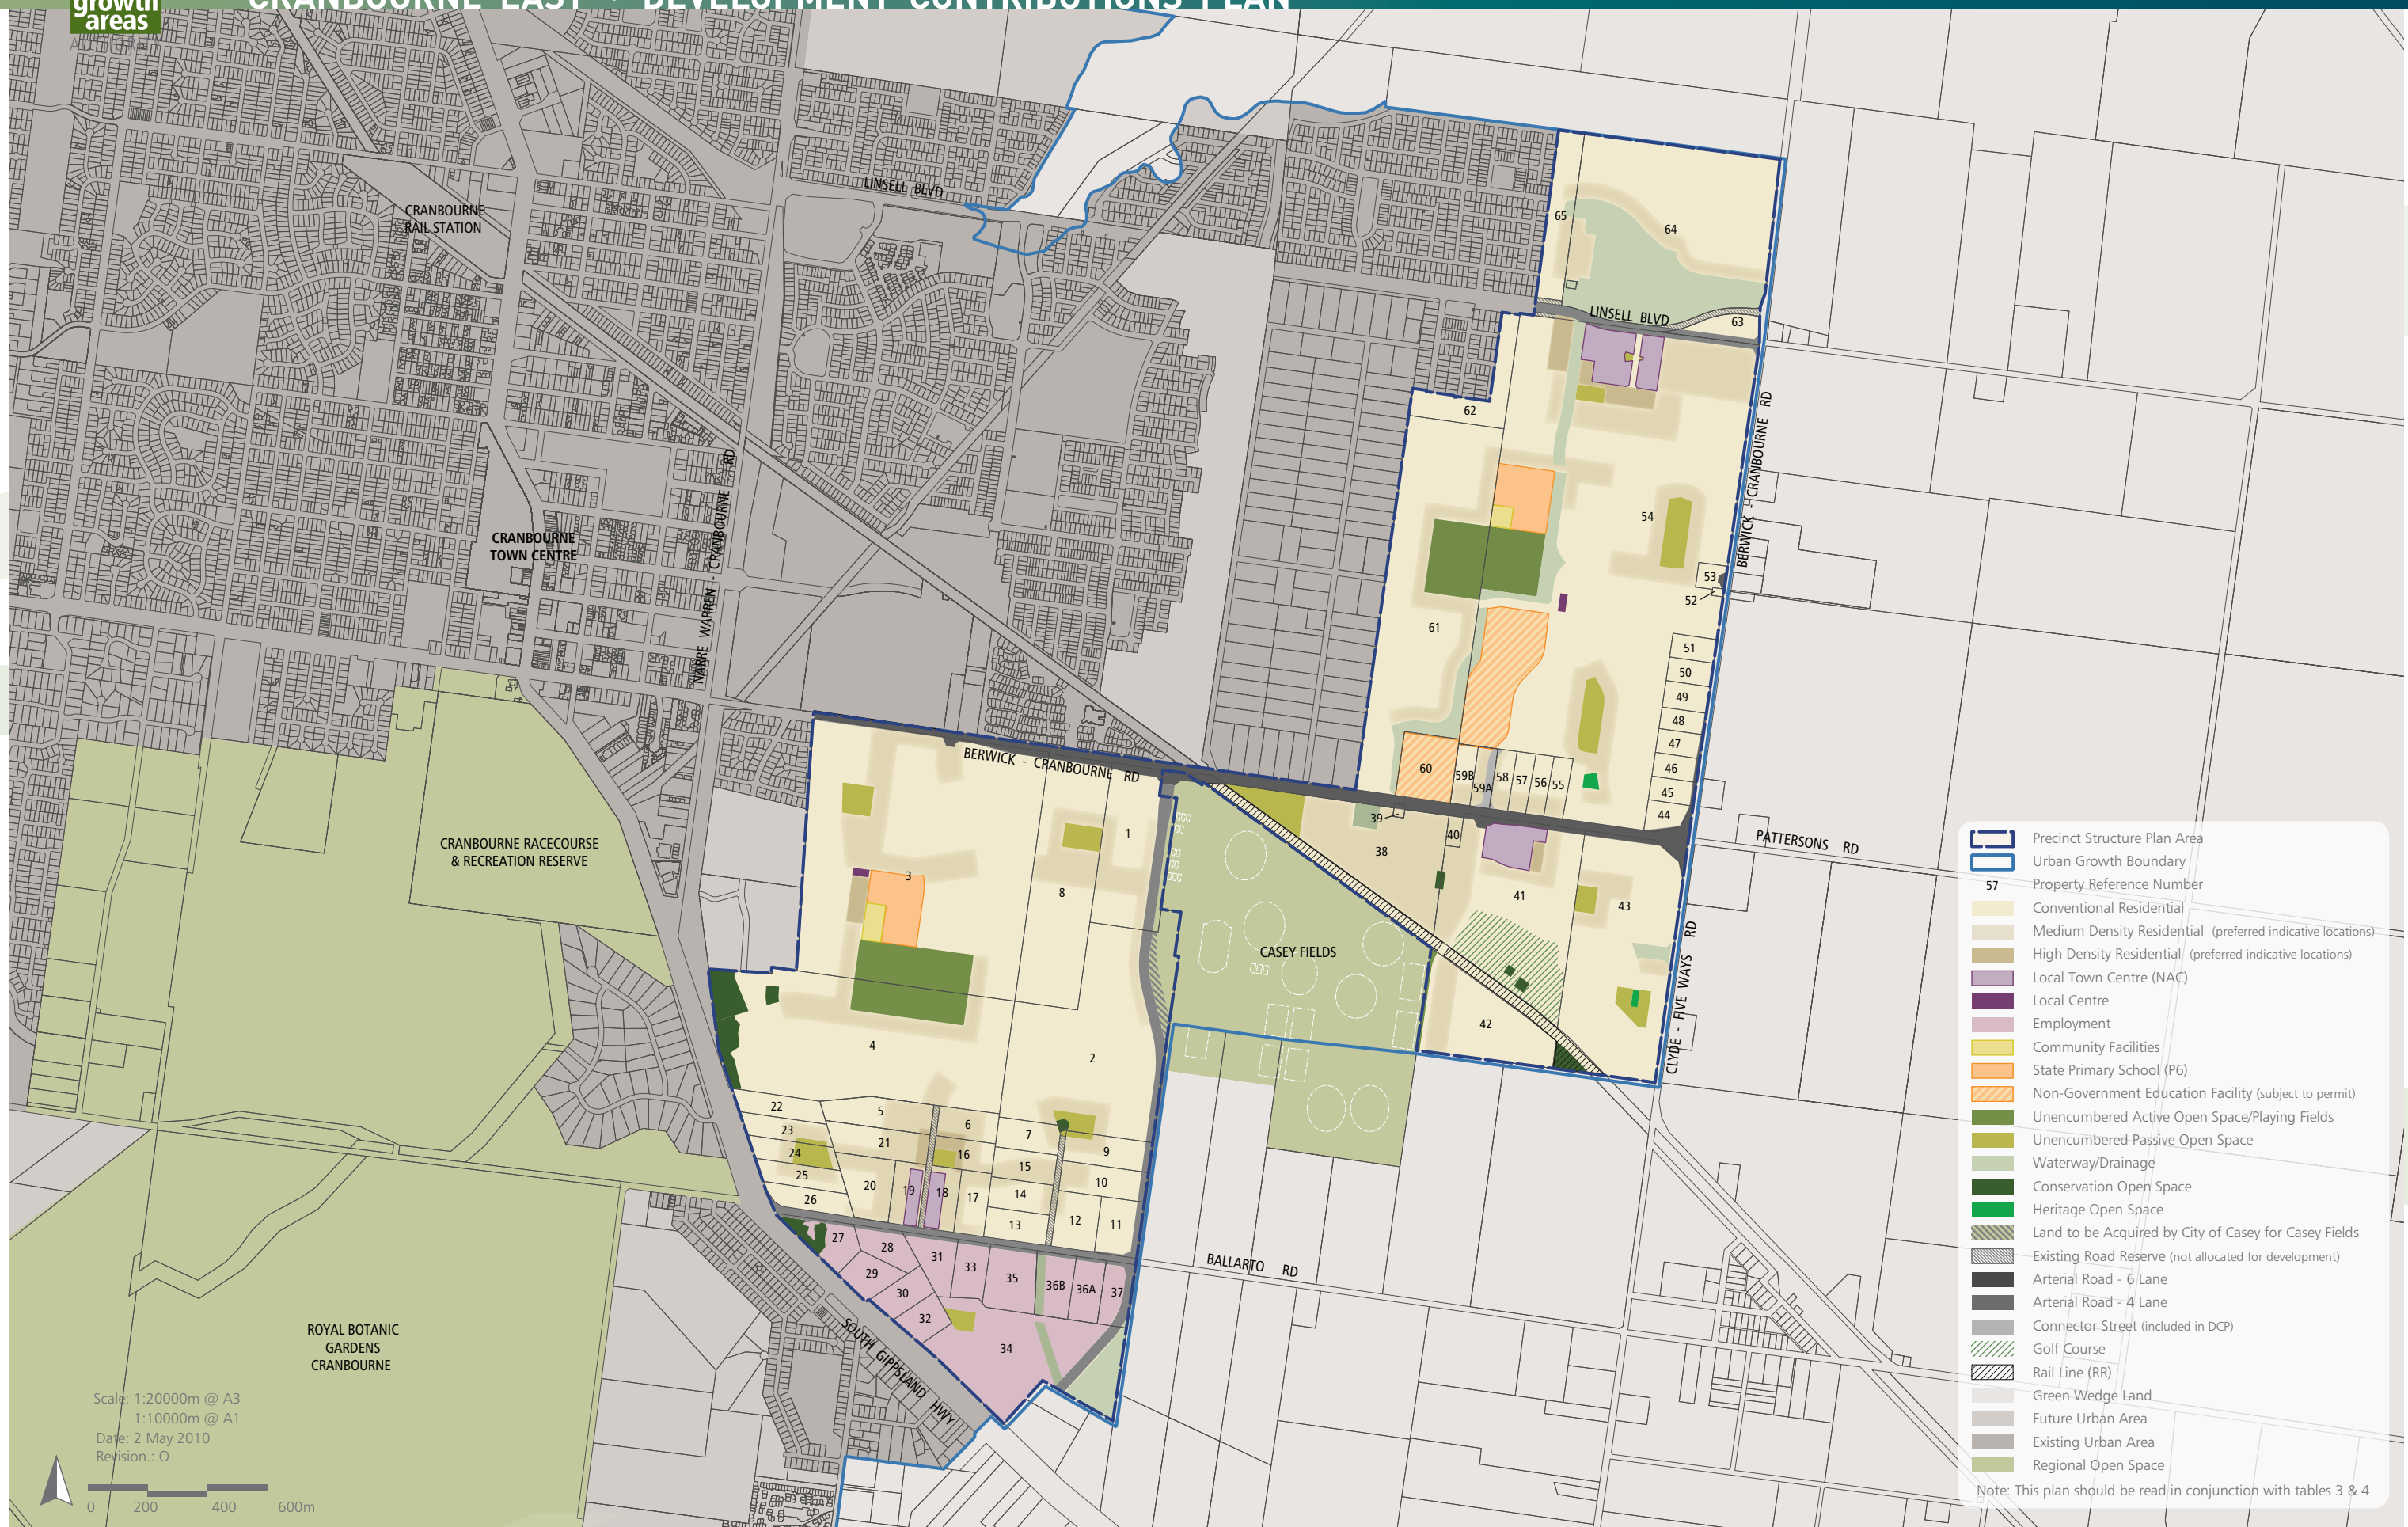 growth
areas
CRANBOURNE EAST - DEVELOPMENT CONTRIBUTIONS PLAN
LINSELL BLVD
CRANBOURNE
RAIL STATION
65
64
LINSELL BLVD
63
62
BERWICK - CRANBOURNE RD
NARRE WARREN - CRANBOURNE RD
CRANBOURNE
TOWN CENTRE
54
53
52
61
51
50
49
48
47
46
45
44
60
59B
59A
58
57
56
55
BERWICK - CRANBOURNE RD
39
40
38
PATTERSONS RD
CRANBOURNE RACECOURSE
& RECREATION RESERVE
1
3
8
41
43
CASEY FIELDS
CLYDE - FIVE WAYS RD
42
4
2
22
5
6
7
23
21
16
9
24
15
25
20
19
18
17
14
10
26
13
12
11
27
28
31
33
35
36B
36A
37
29
30
32
34
BALLARTO RD
SOUTH GIPPSLAND HWY
ROYAL BOTANIC
GARDENS
CRANBOURNE
Scale: 1:20000m @ A3
1:10000m @ A1
Date: 2 May 2010
Revision.: O
0 200 400 600m
Precinct Structure Plan Area
Urban Growth Boundary
57 Property Reference Number
Conventional Residential
Medium Density Residential (preferred indicative locations)
High Density Residential (preferred indicative locations)
Local Town Centre (NAC)
Local Centre
Employment
Community Facilities
State Primary School (P6)
Non-Government Education Facility (subject to permit)
Unencumbered Active Open Space/Playing Fields
Unencumbered Passive Open Space
Waterway/Drainage
Conservation Open Space
Heritage Open Space
Land to be Acquired by City of Casey for Casey Fields
Existing Road Reserve (not allocated for development)
Arterial Road - 6 Lane
Arterial Road - 4 Lane
Connector Street (included in DCP)
Golf Course
Rail Line (RR)
Green Wedge Land
Future Urban Area
Existing Urban Area
Regional Open Space
Note: This plan should be read in conjunction with tables 3 & 4